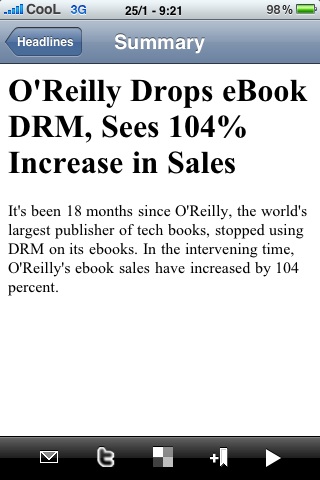 CooL 3G 25/1 - 9:21 98%
Headlines Summary
O'Reilly Drops eBook
DRM, Sees 104%
Increase in Sales
It's been 18 months since O'Reilly, the world's
largest publisher of tech books, stopped using
DRM on its ebooks. In the intervening time,
O'Reilly's ebook sales have increased by 104
percent.